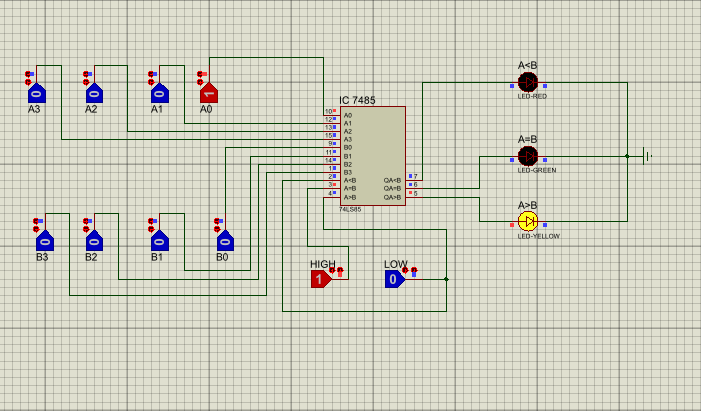 A<B
0 0 0 1
A3 A2 A1 A0
LED-RED
IC 7485
10 A0
12 A1
13 A2
15 A3
9 B0
11 B1
14 B2
1 B3
2 A<B QA<B 7
3 A=B QA=B 6
4 A>B QA>B 5
74LS85
A=B
LED-GREEN
A>B
LED-YELLOW
0 0 0 0
B3 B2 B1 B0
HIGH LOW
1 0